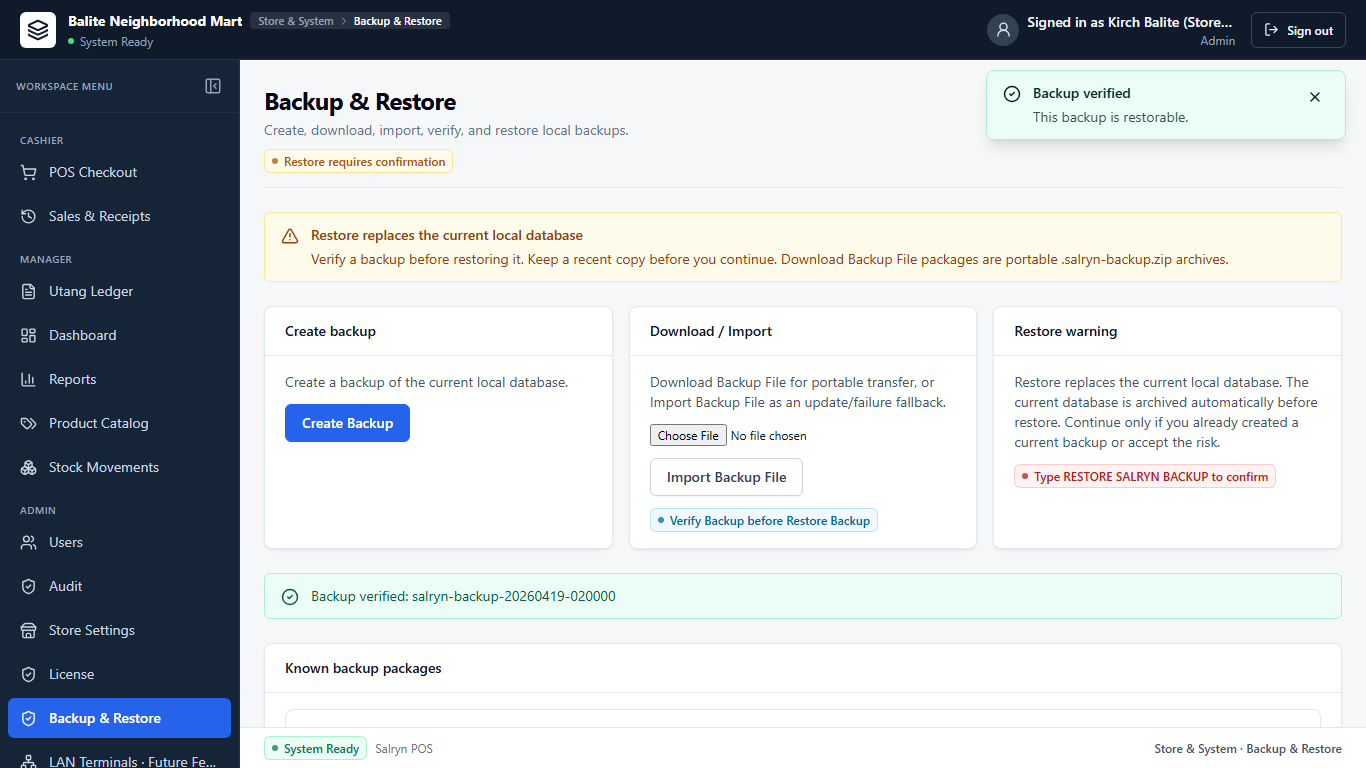 Balite Neighborhood Mart
Store & System > Backup & Restore
System Ready
Signed in as Kirch Balite (Store...
Admin
Sign out
WORKSPACE MENU
CASHIER
POS Checkout
Sales & Receipts
MANAGER
Utang Ledger
Dashboard
Reports
Product Catalog
Stock Movements
ADMIN
Users
Audit
Store Settings
License
Backup & Restore
LAN Terminals · Future Fe...
Backup & Restore
Create, download, import, verify, and restore local backups.
Restore requires confirmation
Backup verified
This backup is restorable.
Restore replaces the current local database
Verify a backup before restoring it. Keep a recent copy before you continue. Download Backup File packages are portable .salryn-backup.zip archives.
Create backup
Create a backup of the current local database.
Create Backup
Download / Import
Download Backup File for portable transfer, or
Import Backup File as an update/failure fallback.
Choose File No file chosen
Import Backup File
Verify Backup before Restore Backup
Restore warning
Restore replaces the current local database. The
current database is archived automatically before
restore. Continue only if you already created a
current backup or accept the risk.
Type RESTORE SALRYN BACKUP to confirm
Backup verified: salryn-backup-20260419-020000
Known backup packages
System Ready
Salryn POS
Store & System · Backup & Restore